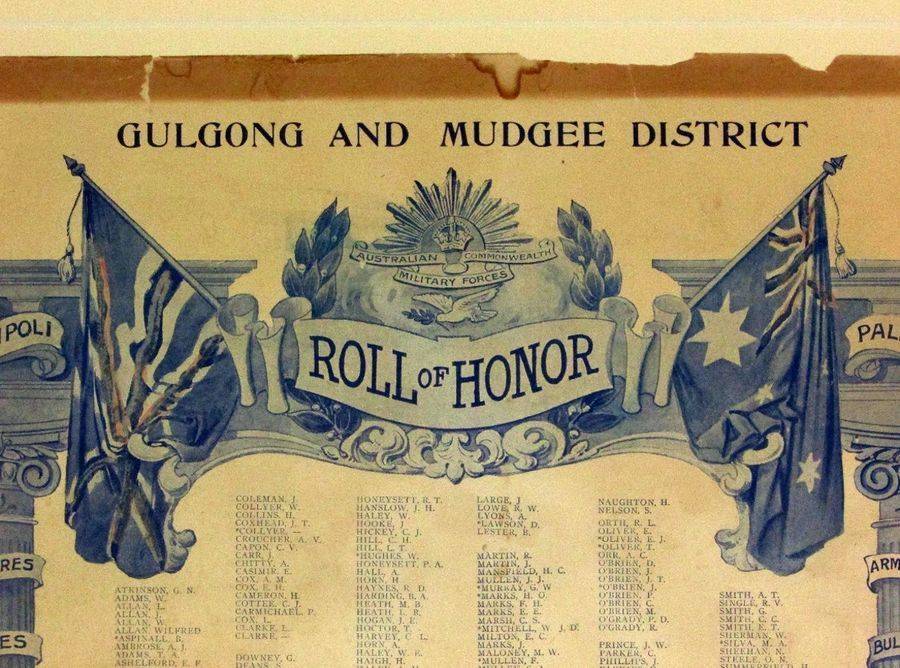 GULGONG AND MUDGEE DISTRICT
AUSTRALIAN COMMONWEALTH
MILITARY FORCES
POLI
ROLL OF HONOR
PAL
RES
ARM
ES
BUL
ATKINSON, G. N.
ADAMS, W.
ALLAN, L.
ALLAN, J.
ALLAN, W.
ALLAN, WILFRED
*ASPINALL, B.
AMBROSE, A. J.
ADAMS, T. A.
ASHELFORD, E. F.
COLEMAN, J.
COLLYER, W.
COLLINS, H.
COXHEAD, J. T.
*COLLYER, —
CROUCHER, A. V.
CAPON, C. V.
CARR, J.
CHITTY, A.
CASIMIR, E.
COX, A. M.
COX, E. H.
CAMERON, H.
COTTEE, C. J.
CARMICHAEL, P.
COX, L.
CLARKE, L.
CLARKE, —
DOWNEY, G.
DEANS, S.
HONEYSETT, R. T.
HANSLOW, J. H.
HALEY, W.
HOOKE, J.
HICKEY, C. J.
HILL, C. H.
HILL, L. T.
HUGHES, W.
HONEYSETT, P. A.
HALL, A.
HORN, H.
HAYNES, R. D.
HARDING, B. A.
HEATH, M. B.
HEATH, L. R.
HOGAN, J. E.
HOCTOR, T.
HARVEY, C. L.
HORN, A.
HALEY, W. E.
HAIGH, H.
LARGE, J
LOWE, R. W.
LYONS, A.
*LAWSON, D.
LESTER, B.
MARTIN, R.
MARTIN, J.
MANSFIELD, H. C.
MULLEN, J. J.
*MURRAY, G. W
*MARKS, H. O.
MARKS, F. H.
MARKS, E. E.
MARSH, C. S.
*MITCHELL, W. J. D.
MILTON, E. C.
MARKS, J.
MALONEY, M. W.
*MULLEN, F.
NAUGHTON, H.
NELSON, S.
ORTH, R. L.
OLIVER, E.
*OLIVER, E. J.
*OLIVER, T.
ORR, A. C.
O'BRIEN, D.
O'BRIEN, J.
O'BRIEN, J. T.
*O'BRIEN, J.
O'BRIEN, F.
O'BRIEN, C.
O'BRIEN, J.
O'GRADY, P. D.
O'GRADY, R.
PRINCE, J. W.
PARKER, C.
PHILLIPS, J.
SMITH, A. T.
SINGLE, R. V.
SMITH, G.
SMITH, C. C.
SMITH, E. T.
SHERMAN, W.
*SILVA, M. A.
SHEEHAN, N.
STEELE, O. N.